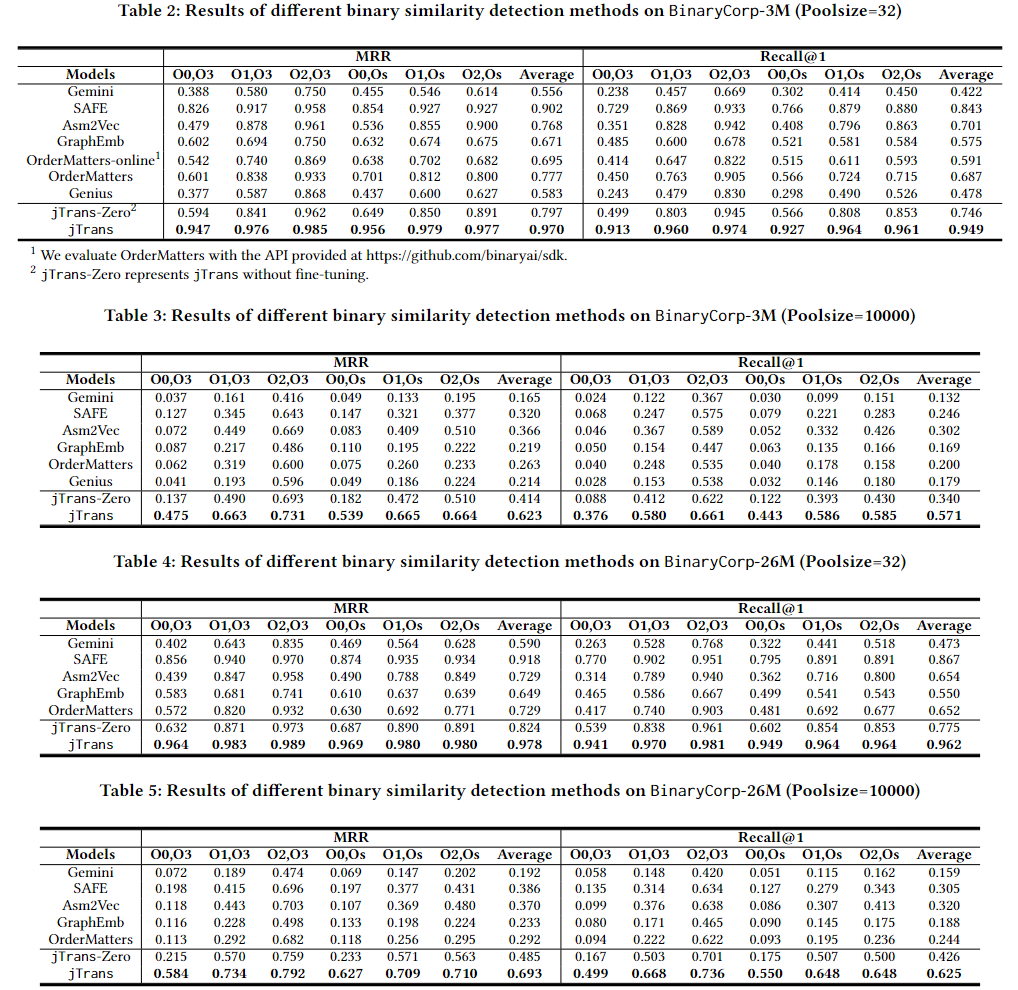 Table 2: Results of different binary similarity detection methods on BinaryCorp-3M (Poolsize=32)
MRR Recall@1
Models O0,O3 O1,O3 O2,O3 O0,Os O1,Os O2,Os Average O0,O3 O1,O3 O2,O3 O0,Os O1,Os O2,Os Average
Gemini 0.388 0.580 0.750 0.455 0.546 0.614 0.556 0.238 0.457 0.669 0.302 0.414 0.450 0.422
SAFE 0.826 0.917 0.958 0.854 0.927 0.927 0.902 0.729 0.869 0.933 0.766 0.879 0.880 0.843
Asm2Vec 0.479 0.878 0.961 0.536 0.855 0.900 0.768 0.351 0.828 0.942 0.408 0.796 0.863 0.701
GraphEmb 0.602 0.694 0.750 0.632 0.674 0.675 0.671 0.485 0.600 0.678 0.521 0.581 0.584 0.575
OrderMatters-online¹ 0.542 0.740 0.869 0.638 0.702 0.682 0.695 0.414 0.647 0.822 0.515 0.611 0.593 0.591
OrderMatters 0.601 0.838 0.933 0.701 0.812 0.800 0.777 0.450 0.763 0.905 0.566 0.724 0.715 0.687
Genius 0.377 0.587 0.868 0.437 0.600 0.627 0.583 0.243 0.479 0.830 0.298 0.490 0.526 0.478
jTrans-Zero² 0.594 0.841 0.962 0.649 0.850 0.891 0.797 0.499 0.803 0.945 0.566 0.808 0.853 0.746
jTrans 0.947 0.976 0.985 0.956 0.979 0.977 0.970 0.913 0.960 0.974 0.927 0.964 0.961 0.949
¹ We evaluate OrderMatters with the API provided at https://github.com/binaryai/sdk.
² jTrans-Zero represents jTrans without fine-tuning.
Table 3: Results of different binary similarity detection methods on BinaryCorp-3M (Poolsize=10000)
MRR Recall@1
Models O0,O3 O1,O3 O2,O3 O0,Os O1,Os O2,Os Average O0,O3 O1,O3 O2,O3 O0,Os O1,Os O2,Os Average
Gemini 0.037 0.161 0.416 0.049 0.133 0.195 0.165 0.024 0.122 0.367 0.030 0.099 0.151 0.132
SAFE 0.127 0.345 0.643 0.147 0.321 0.377 0.320 0.068 0.247 0.575 0.079 0.221 0.283 0.246
Asm2Vec 0.072 0.449 0.669 0.083 0.409 0.510 0.366 0.046 0.367 0.589 0.052 0.332 0.426 0.302
GraphEmb 0.087 0.217 0.486 0.110 0.195 0.222 0.219 0.050 0.154 0.447 0.063 0.135 0.166 0.169
OrderMatters 0.062 0.319 0.600 0.075 0.260 0.233 0.263 0.040 0.248 0.535 0.040 0.178 0.158 0.200
Genius 0.041 0.193 0.596 0.049 0.186 0.224 0.214 0.028 0.153 0.538 0.032 0.146 0.180 0.179
jTrans-Zero 0.137 0.490 0.693 0.182 0.472 0.510 0.414 0.088 0.412 0.622 0.122 0.393 0.430 0.340
jTrans 0.475 0.663 0.731 0.539 0.665 0.664 0.623 0.376 0.580 0.661 0.443 0.586 0.585 0.571
Table 4: Results of different binary similarity detection methods on BinaryCorp-26M (Poolsize=32)
MRR Recall@1
Models O0,O3 O1,O3 O2,O3 O0,Os O1,Os O2,Os Average O0,O3 O1,O3 O2,O3 O0,Os O1,Os O2,Os Average
Gemini 0.402 0.643 0.835 0.469 0.564 0.628 0.590 0.263 0.528 0.768 0.322 0.441 0.518 0.473
SAFE 0.856 0.940 0.970 0.874 0.935 0.934 0.918 0.770 0.902 0.951 0.795 0.891 0.891 0.867
Asm2Vec 0.439 0.847 0.958 0.490 0.788 0.849 0.729 0.314 0.789 0.940 0.362 0.716 0.800 0.654
GraphEmb 0.583 0.681 0.741 0.610 0.637 0.639 0.649 0.465 0.586 0.667 0.499 0.541 0.543 0.550
OrderMatters 0.572 0.820 0.932 0.630 0.692 0.771 0.729 0.417 0.740 0.903 0.481 0.692 0.677 0.652
jTrans-Zero 0.632 0.871 0.973 0.687 0.890 0.891 0.824 0.539 0.838 0.961 0.602 0.854 0.853 0.775
jTrans 0.964 0.983 0.989 0.969 0.980 0.980 0.978 0.941 0.970 0.981 0.949 0.964 0.964 0.962
Table 5: Results of different binary similarity detection methods on BinaryCorp-26M (Poolsize=10000)
MRR Recall@1
Models O0,O3 O1,O3 O2,O3 O0,Os O1,Os O2,Os Average O0,O3 O1,O3 O2,O3 O0,Os O1,Os O2,Os Average
Gemini 0.072 0.189 0.474 0.069 0.147 0.202 0.192 0.058 0.148 0.420 0.051 0.115 0.162 0.159
SAFE 0.198 0.415 0.696 0.197 0.377 0.431 0.386 0.135 0.314 0.634 0.127 0.279 0.343 0.305
Asm2Vec 0.118 0.443 0.703 0.107 0.369 0.480 0.370 0.099 0.376 0.638 0.086 0.307 0.413 0.320
GraphEmb 0.116 0.228 0.498 0.133 0.198 0.224 0.233 0.080 0.171 0.465 0.090 0.145 0.175 0.188
OrderMatters 0.113 0.292 0.682 0.118 0.256 0.295 0.292 0.094 0.222 0.622 0.093 0.195 0.236 0.244
jTrans-Zero 0.215 0.570 0.759 0.233 0.571 0.563 0.485 0.167 0.503 0.701 0.175 0.507 0.500 0.426
jTrans 0.584 0.734 0.792 0.627 0.709 0.710 0.693 0.499 0.668 0.736 0.550 0.648 0.648 0.625